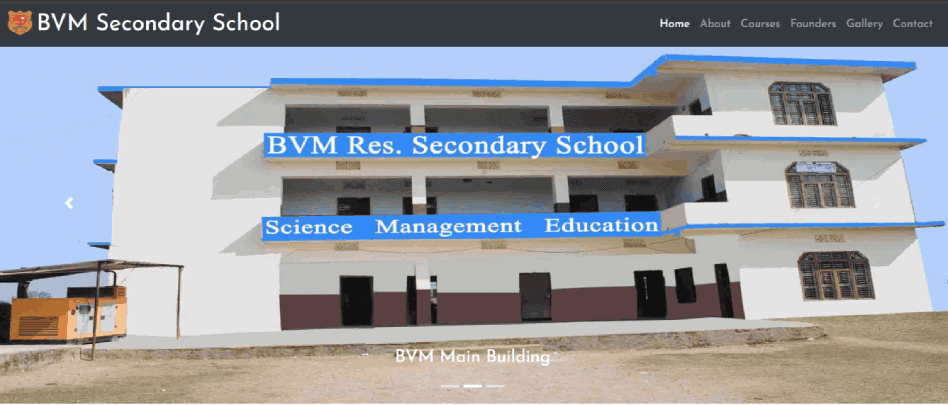 BVM Secondary School
Home About Courses Founders Gallery Contact
BVM Res. Secondary School
Science Management Education
BVM Main Building